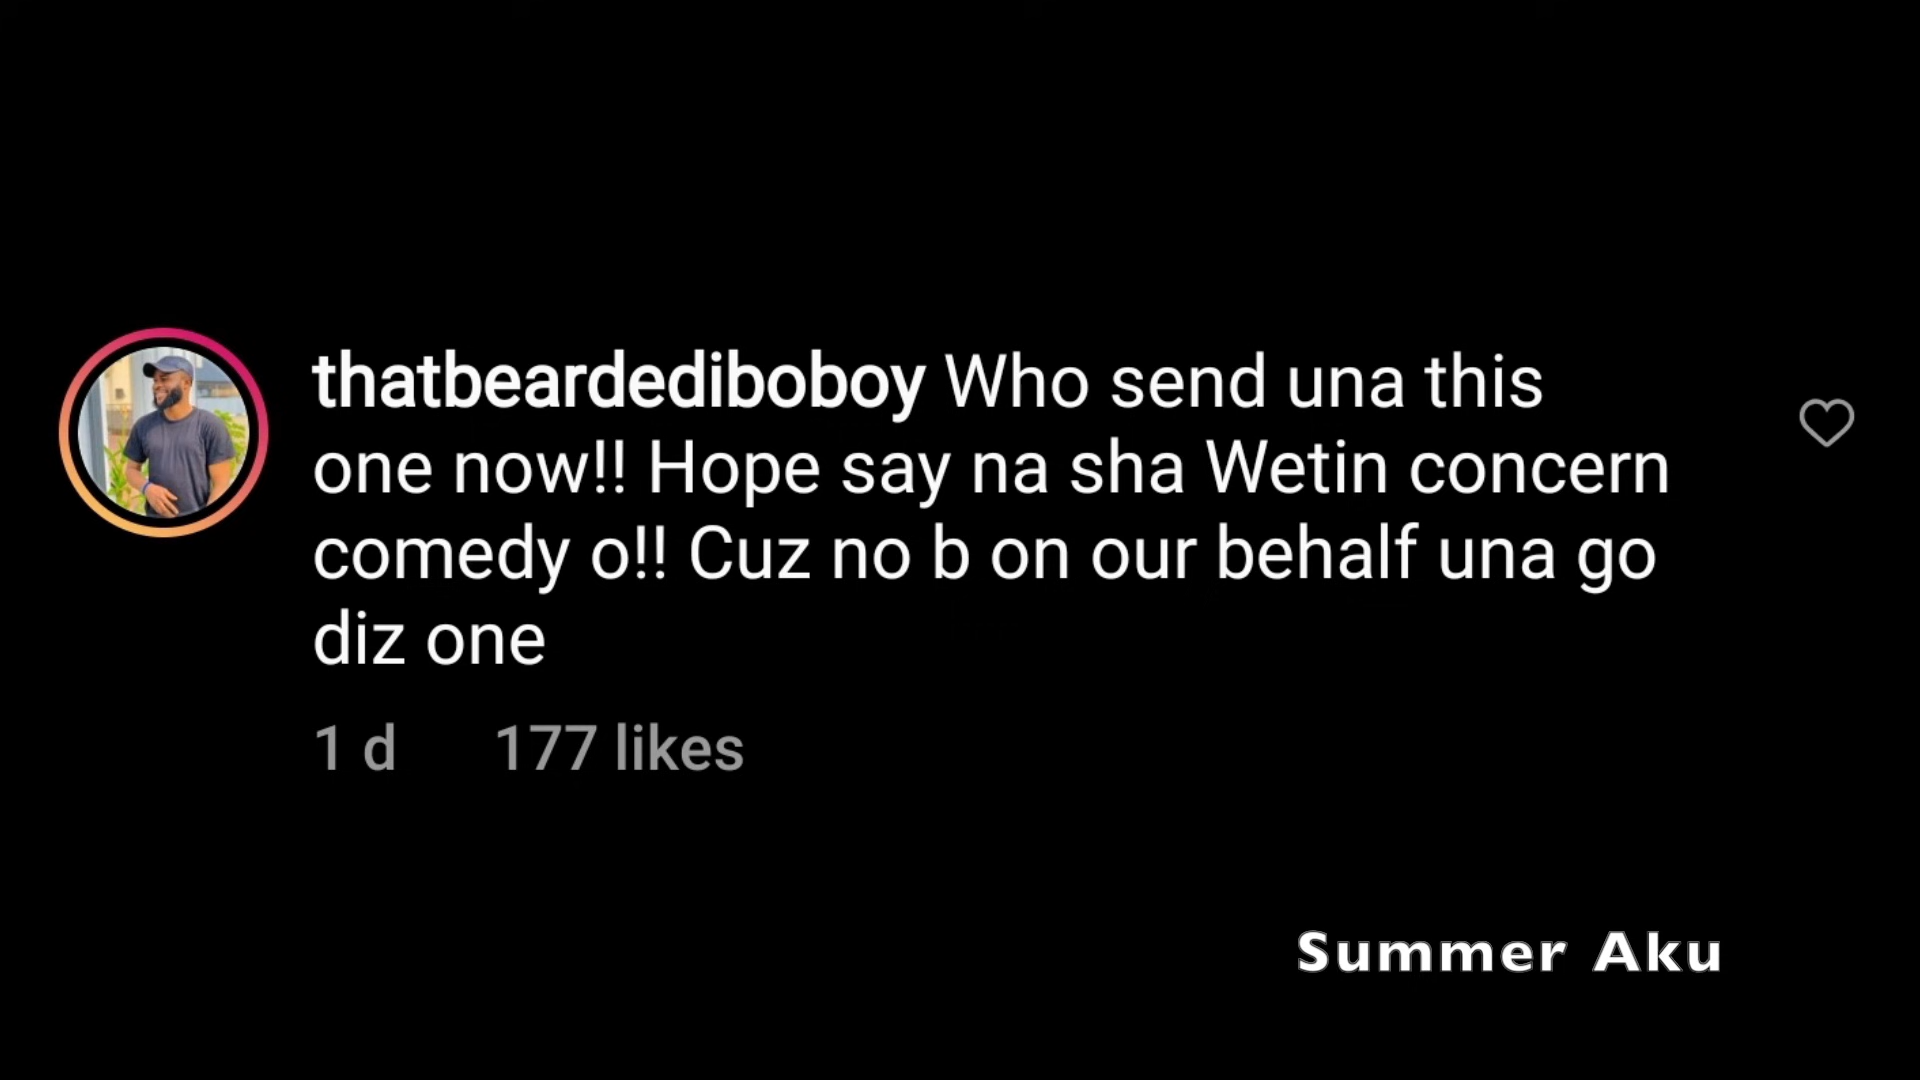 thatbeardediboboy Who send una this
one now!! Hope say na sha Wetin concern
comedy o!! Cuz no b on our behalf una go
diz one
1 d 177 likes
Summer Aku